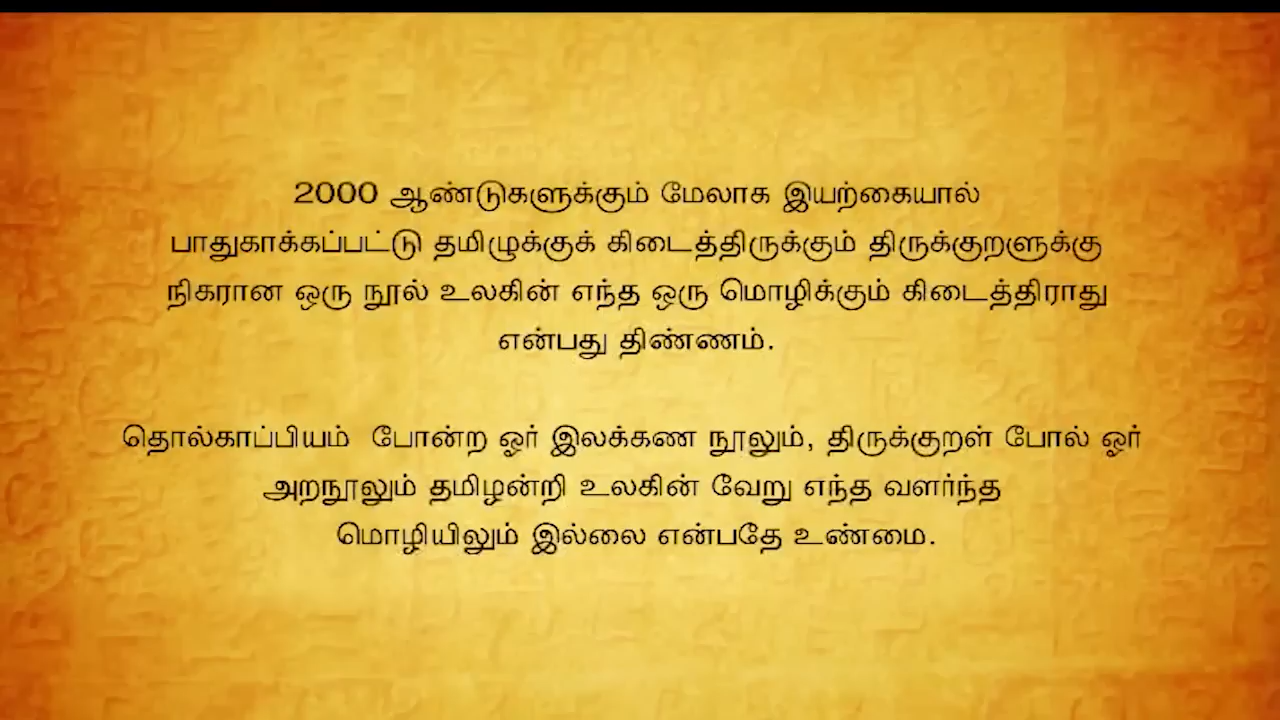 2000 ஆண்டுகளுக்கும் மேலாக இயற்கையால்
பாதுகாக்கப்பட்டு தமிழுக்குக் கிடைத்திருக்கும் திருக்குறளுக்கு
நிகரான ஒரு நூல் உலகின் எந்த ஒரு மொழிக்கும் கிடைத்திராது
என்பது திண்ணம்.
தொல்காப்பியம் போன்ற ஓர் இலக்கண நூலும், திருக்குறள் போல் ஓர்
அறநூலும் தமிழன்றி உலகின் வேறு எந்த வளர்ந்த
மொழியிலும் இல்லை என்பதே உண்மை.